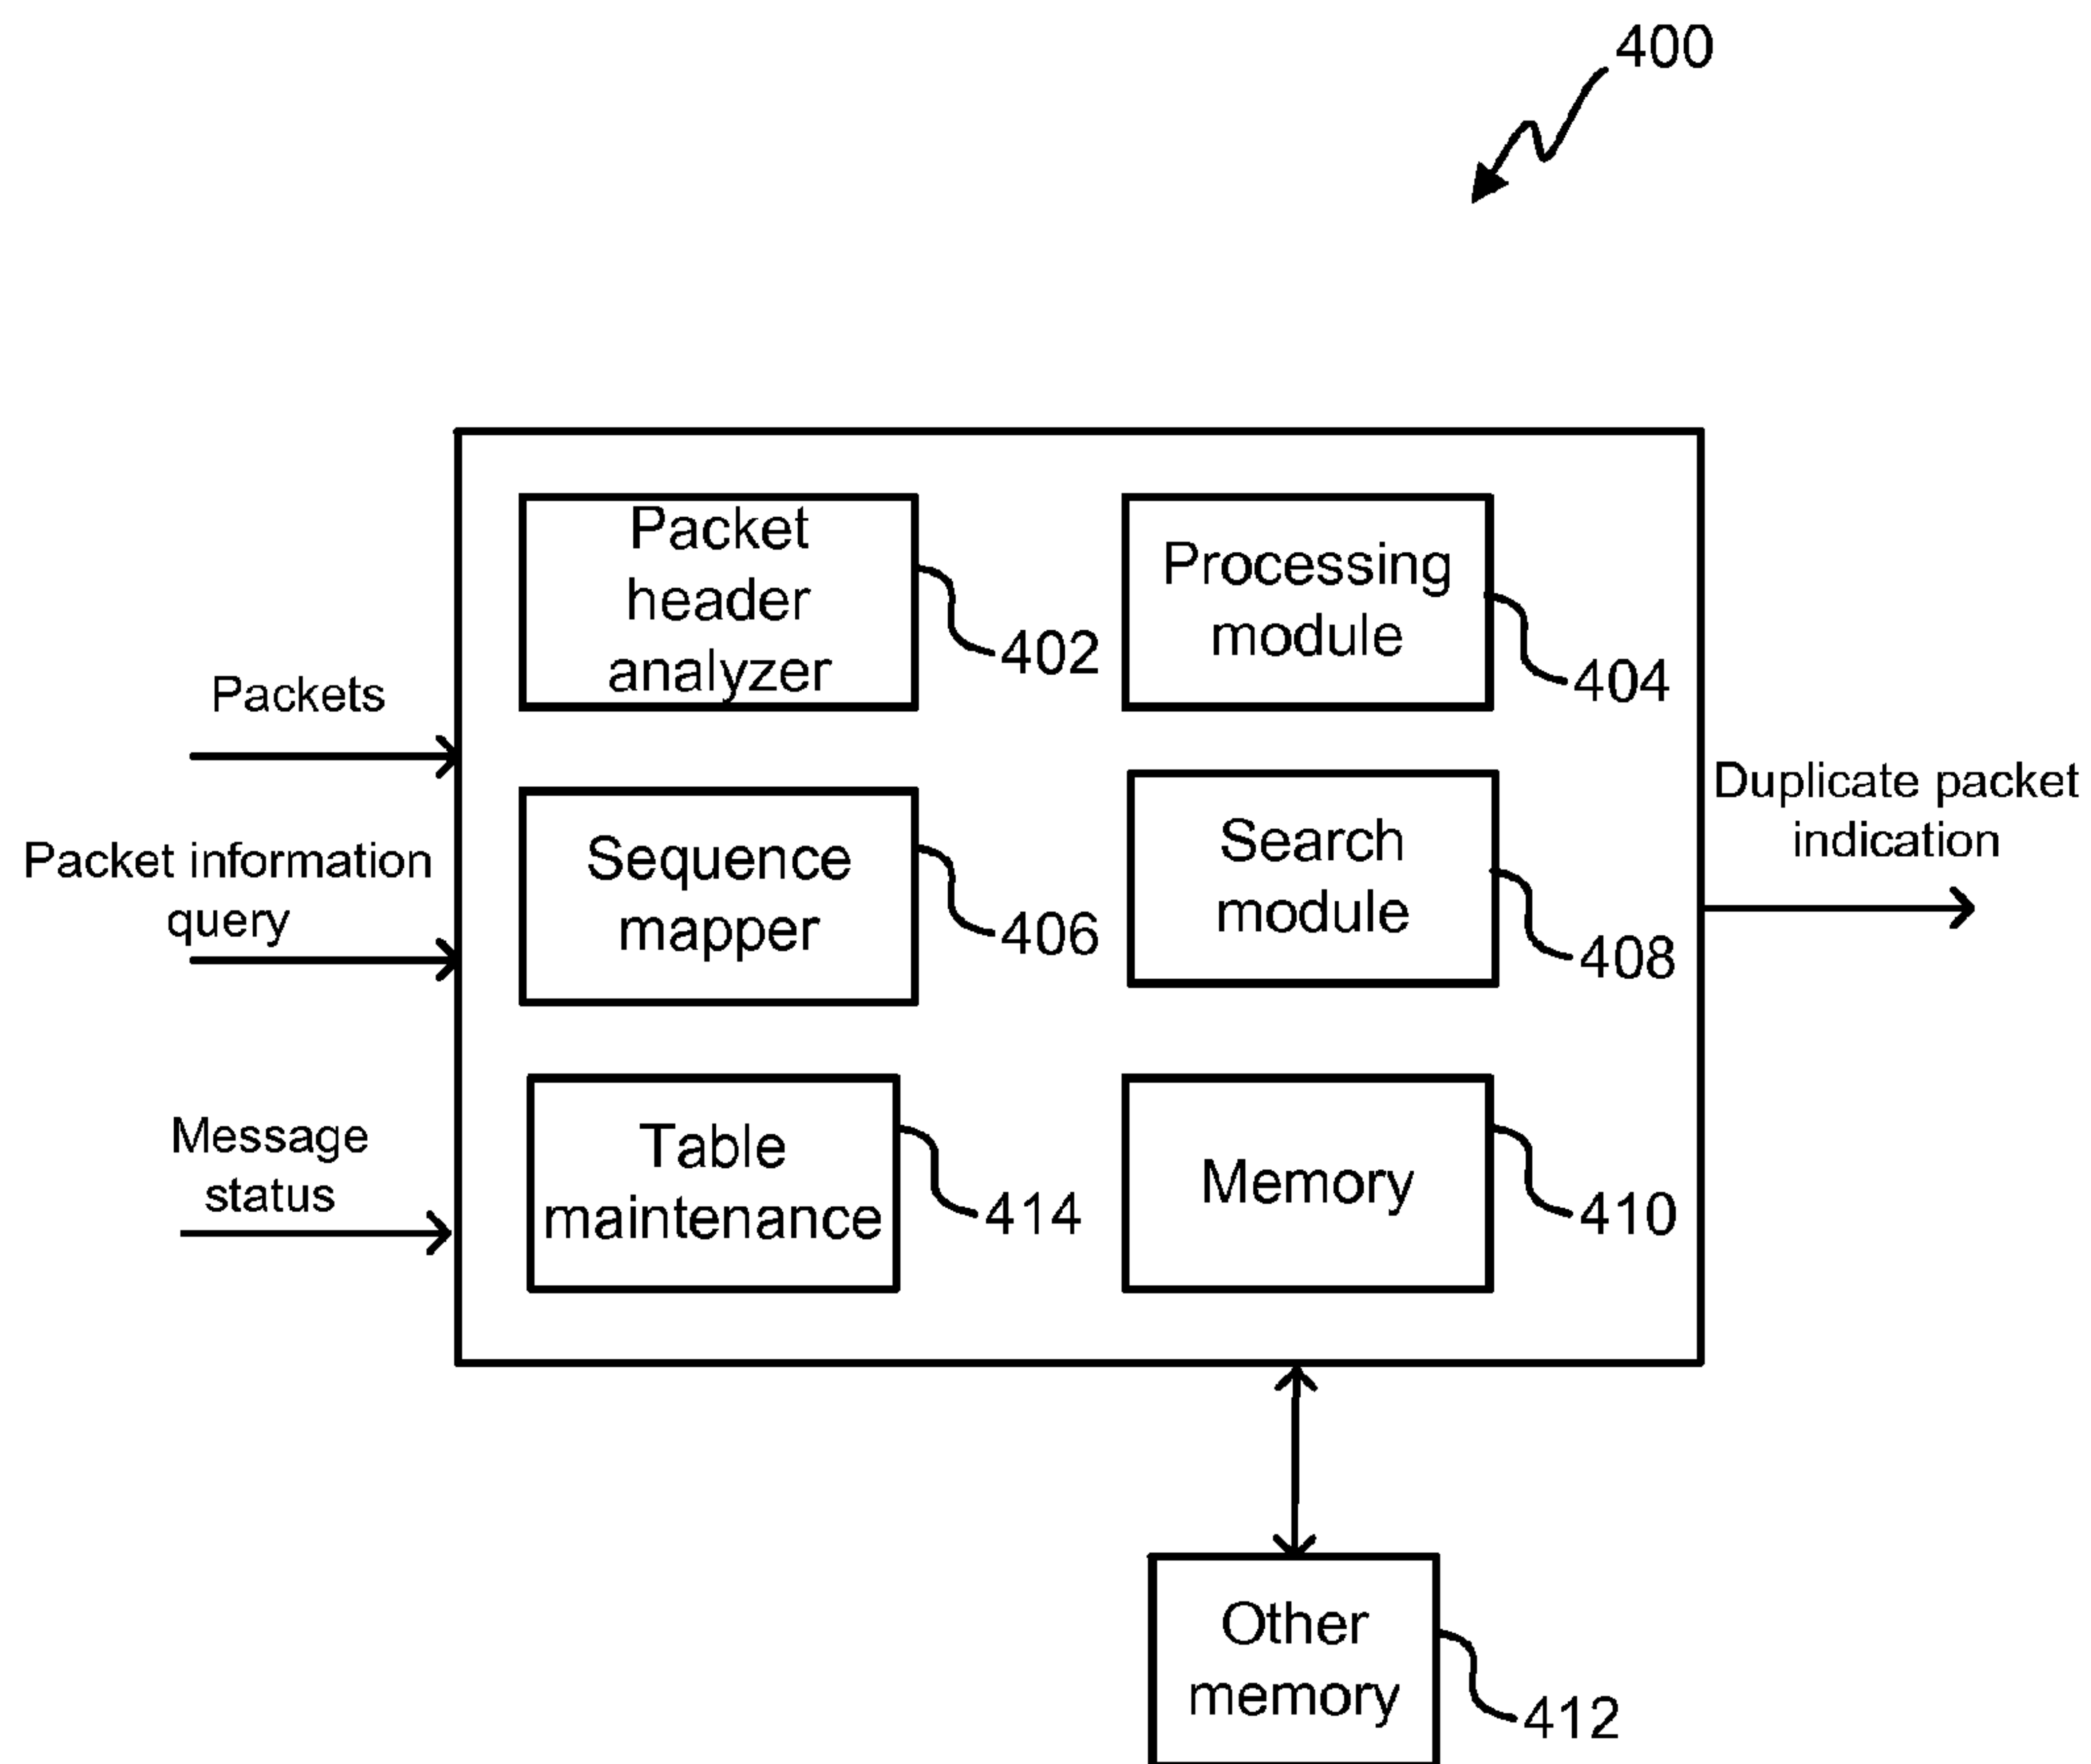 400
Packet
header
analyzer
402
Processing
module
404
Packets
Packet information
query
Message
status
Sequence
mapper
406
Search
module
408
Duplicate packet
indication
Table
maintenance
414
Memory
410
Other
memory
412